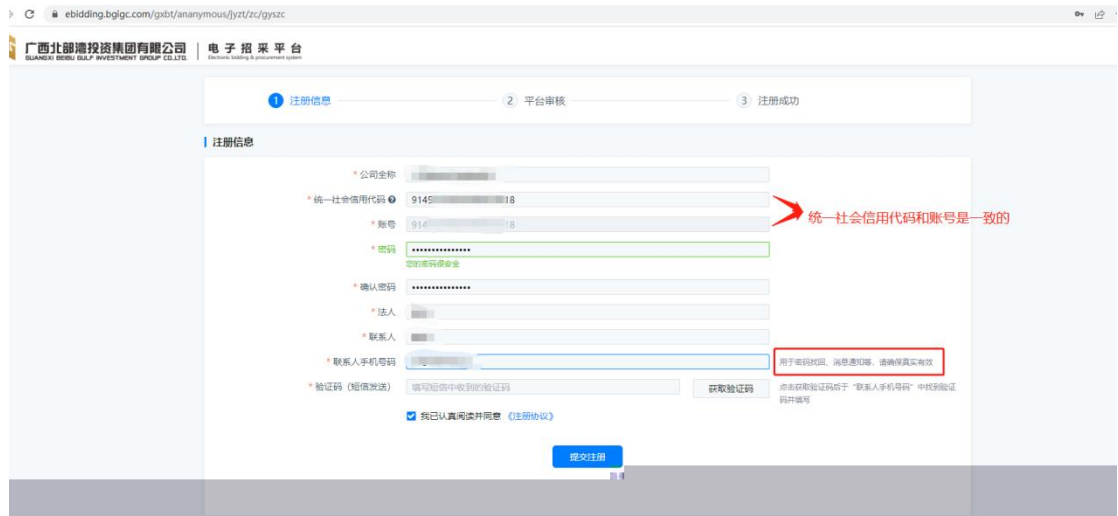 ebidding.bgigc.com/gxbt/ananymous/jyzt/zc/gyszc
广西北部湾投资集团有限公司 电子招采平台
GUANGXI BEIBU GULF INVESTMENT GROUP CO.,LTD. Electronic bidding & procurement system
1 注册信息 2 平台审核 3 注册成功
注册信息
* 公司全称
* 统一社会信用代码 9145 18
统一社会信用代码和账号是一致的
* 账号 914 8
* 密码 •••••••••••••••
您的密码很安全
* 确认密码 •••••••••••••••
* 法人
* 联系人
* 联系人手机号码 用于密码找回、消息通知等，请确保真实有效
* 验证码（短信发送） 填写短信中收到的验证码 获取验证码 点击获取验证码后于“联系人手机号码”中找到验证
码并填写
我已认真阅读并同意 《注册协议》
提交注册